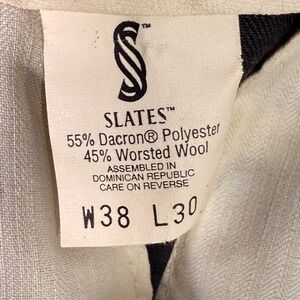 SLATES™
55% Dacron® Polyester
45% Worsted Wool
ASSEMBLED IN
DOMINICAN REPUBLIC
CARE ON REVERSE
W38 L30